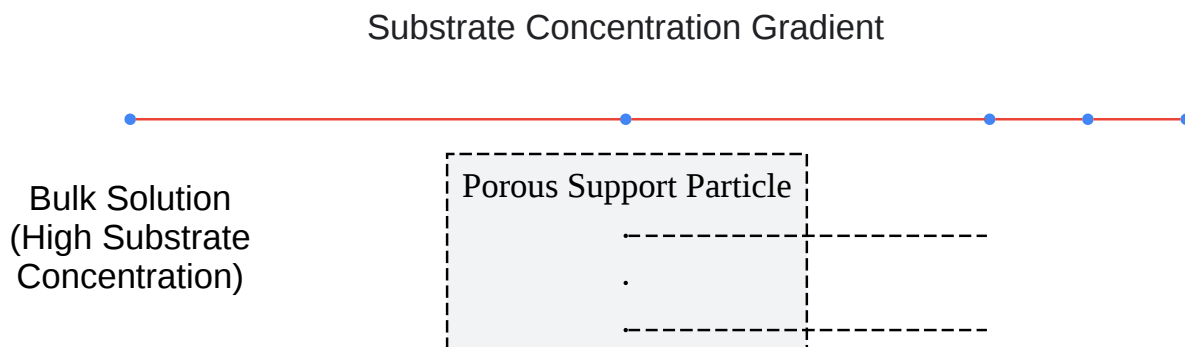 Substrate Concentration Gradient
Porous Support Particle
Bulk Solution
(High Substrate
Concentration)